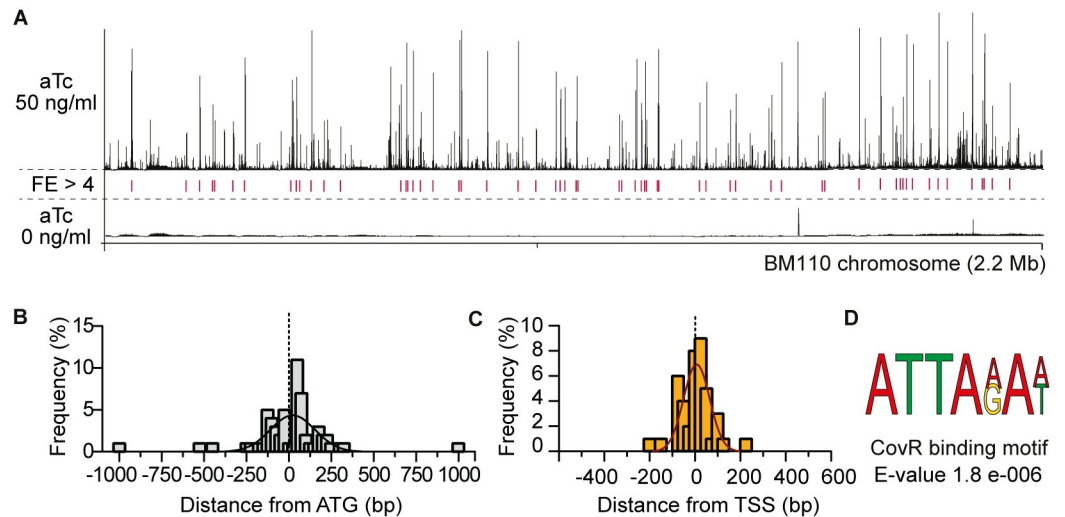 A
aTc
50 ng/ml
FE > 4
aTc
0 ng/ml
BM110 chromosome (2.2 Mb)
B
Frequency (%)
15
10
5
0
-1000 -750 -500 -250 0 250 500 750 1000
Distance from ATG (bp)
C
Frequency (%)
10
8
6
4
2
0
-400 -200 0 200 400 600 800
Distance from TSS (bp)
D
ATTAAGAAT
CovR binding motif
E-value 1.8 e-006